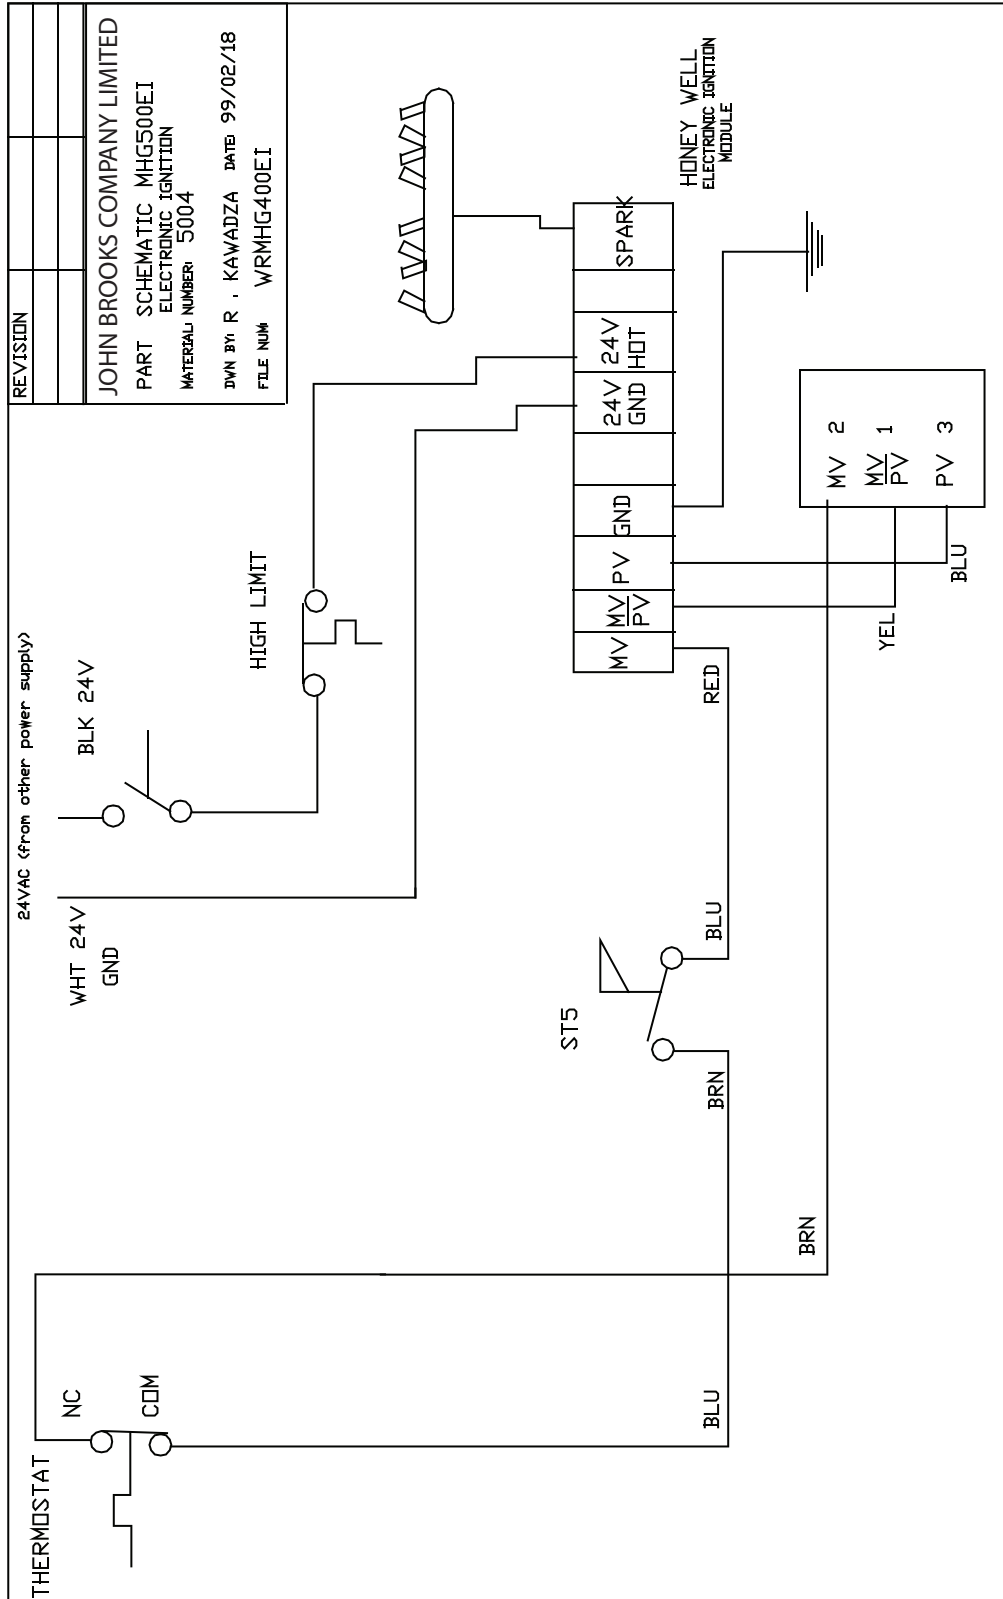 REVISION
JOHN BROOKS COMPANY LIMITED
PART SCHEMATIC MHG500EI
ELECTRONIC IGNITION
MATERIAL: NUMBER: 5004
DWN BY: R . KAWADZA DATE: 99/02/18
FILE NUM: WRMHG400EI
HONEY WELL
ELECTRONIC IGNITION
MODULE
SPARK
24V
HOT
24V
GND
GND
PV
MV
PV
MV
MV 2
MV 1
PV
PV 3
BLU
YEL
RED
HIGH LIMIT
24VAC (from other power supply)
BLK 24V
WHT 24V
GND
BLU
ST5
BRN
BRN
BLU
NC
COM
THERMOSTAT